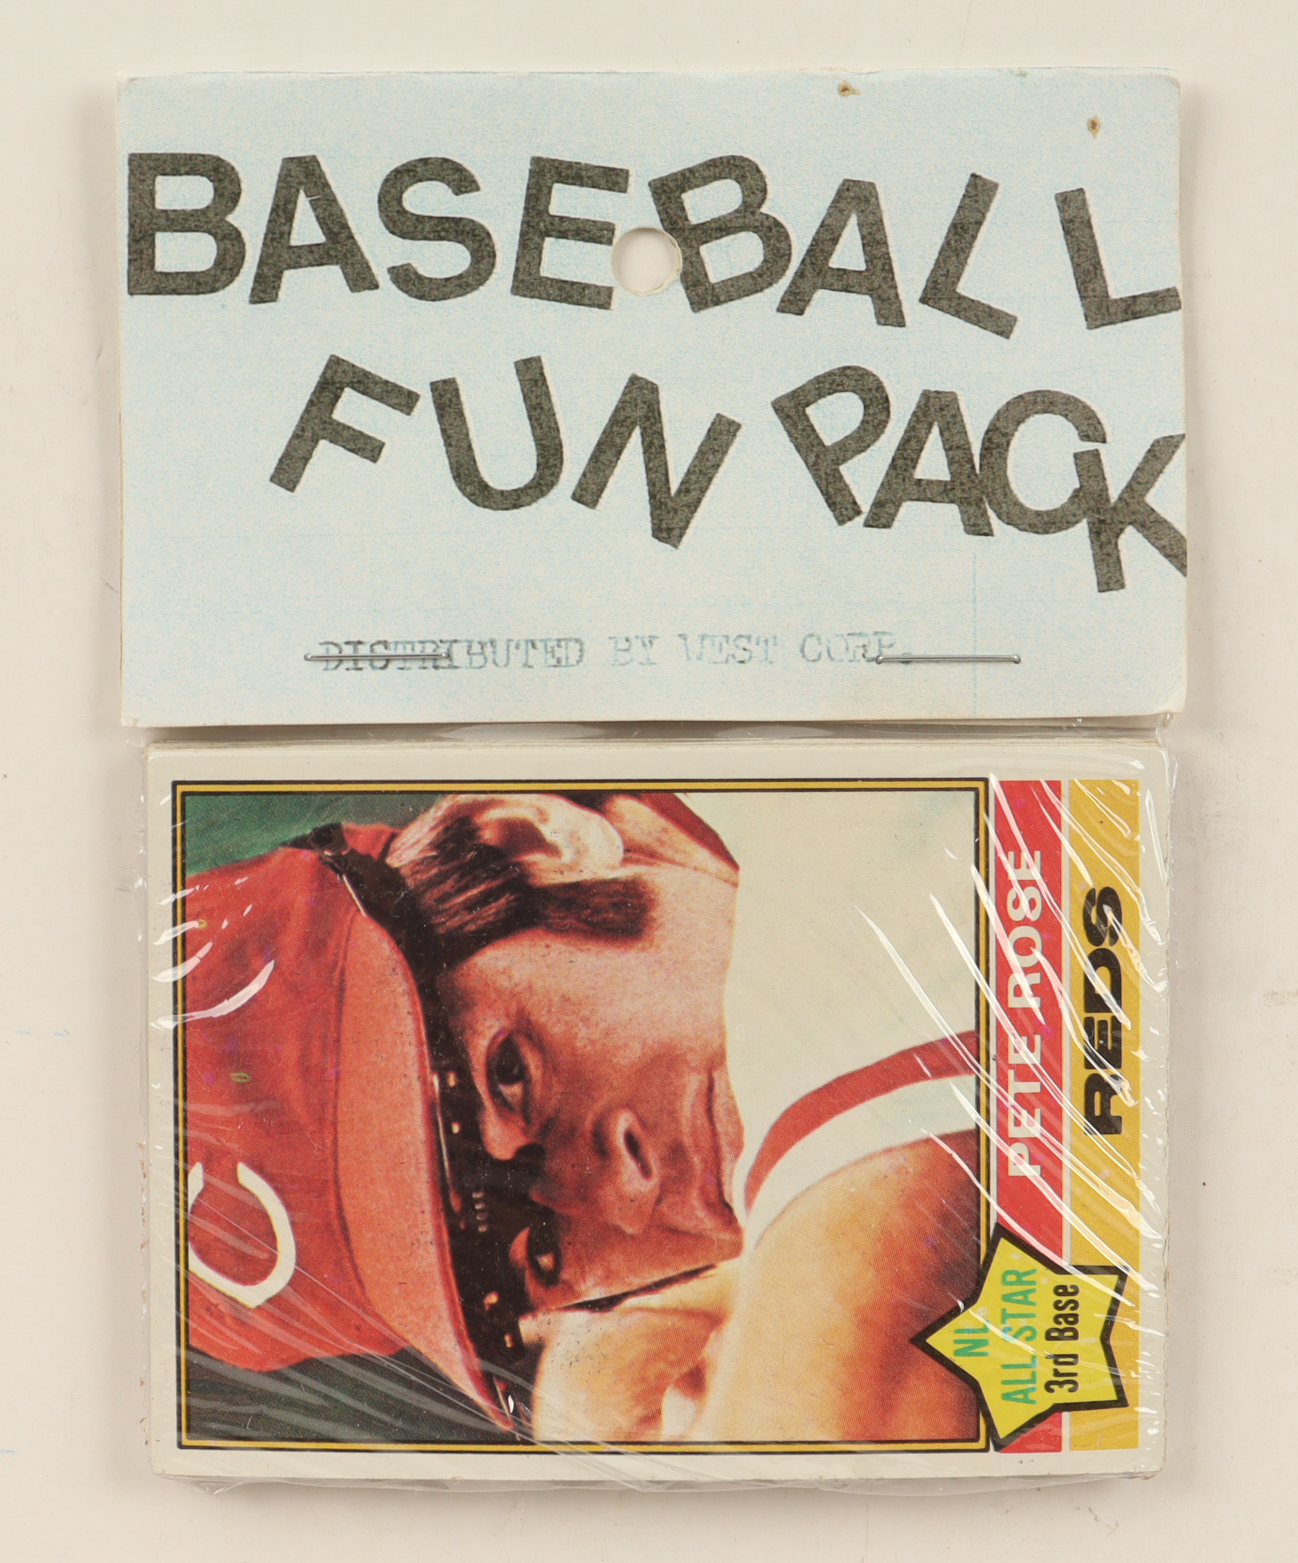 BASEBALL
FUN PACK
DISTRIBUTED BY WEST CORP.
PETE ROSE
REDS
NL
ALL STAR
3rd Base
C